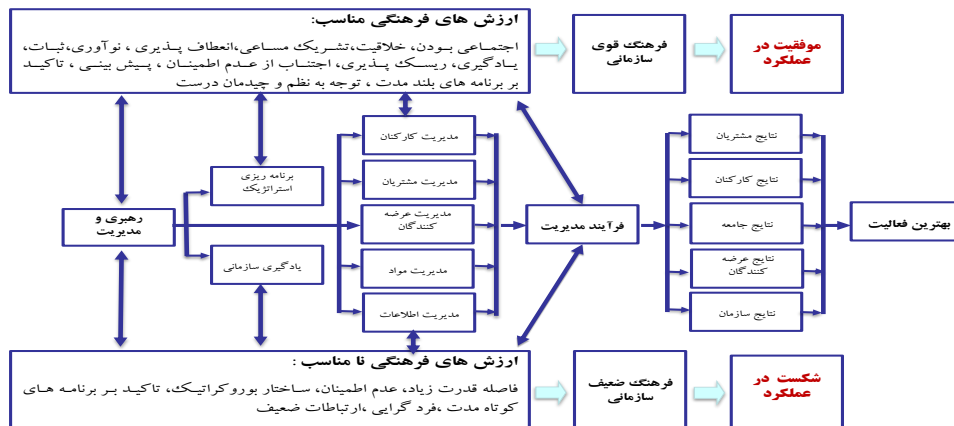 ارزش های فرهنگی مناسب:
اجتماعی بودن، خلاقیت،تشریک مساعی،انعطاف پذیری ، نوآوری،ثبات،
یادگیری، ریسک پذیری، اجتناب از عدم اطمینان ، پیش بینی ، تاکید
بر برنامه های بلند مدت ، توجه به نظم و چیدمان درست
فرهنگ قوی
سازمانی
موفقیت در
عملکرد
رهبری و
مدیریت
برنامه ریزی
استراتژیک
یادگیری سازمانی
مدیریت کارکنان
مدیریت مشتریان
مدیریت عرضه
کنندگان
مدیریت مواد
مدیریت اطلاعات
فرآیند مدیریت
نتایج مشتریان
نتایج کارکنان
نتایج جامعه
نتایج عرضه
کنندگان
نتایج سازمان
بهترین فعالیت
ارزش های فرهنگی نا مناسب :
فاصله قدرت زیاد، عدم اطمینان، ساختار بوروکراتیک، تاکید بر برنامه های
کوتاه مدت ،فرد گرایی ،ارتباطات ضعیف
فرهنگ ضعیف
سازمانی
شکست در
عملکرد